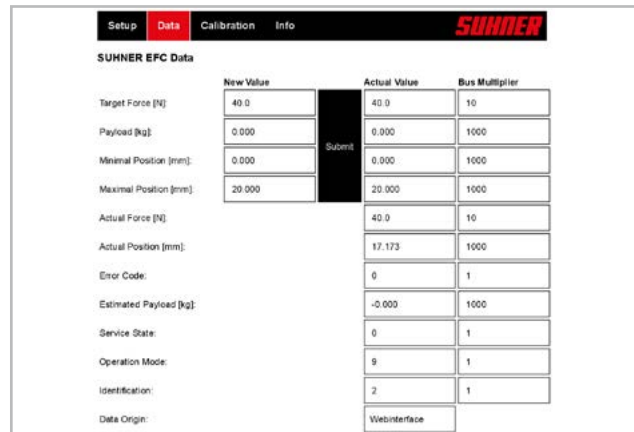 Setup Data Calibration Info SUHNER
SUHNER EFC Data
New Value Actual Value Bus Multiplier
Target Force [N]: 40.0 40.0 10
Payload [kg]: 0.000 0.000 1000
Submit
Minimal Position [mm]: 0.000 0.000 1000
Maximal Position [mm]: 20.000 20.000 1000
Actual Force [N]: 40.0 10
Actual Position [mm]: 17.173 1000
Error Code: 0 1
Estimated Payload [kg]: -0.000 1000
Service State: 0 1
Operation Mode: 9 1
Identification: 2 1
Data Origin: Webinterface